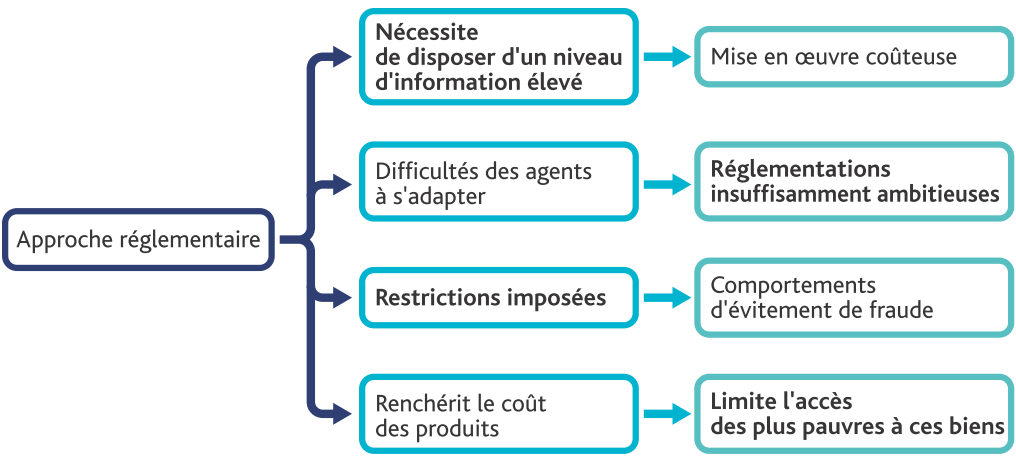 Approche réglementaire
Nécessite
de disposer d'un niveau
d'information élevé
Mise en œuvre coûteuse
Difficultés des agents
à s'adapter
Réglementations
insuffisamment ambitieuses
Restrictions imposées
Comportements
d'évitement de fraude
Renchérit le coût
des produits
Limite l'accès
des plus pauvres à ces biens